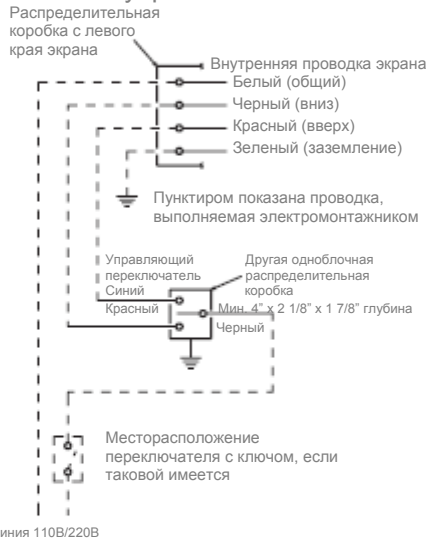 Распределительная
коробка с левого
края экрана
Внутренняя проводка экрана
Белый (общий)
Черный (вниз)
Красный (вверх)
Зеленый (заземление)
Пунктиром показана проводка,
выполняемая электромонтажником
Управляющий
переключатель
Синий
Красный
Другая одноблочная
распределительная
коробка
Мин. 4” x 2 1/8” x 1 7/8” глубина
Черный
Месторасположение
переключателя с ключом, если
таковой имеется
иния 110В/220В